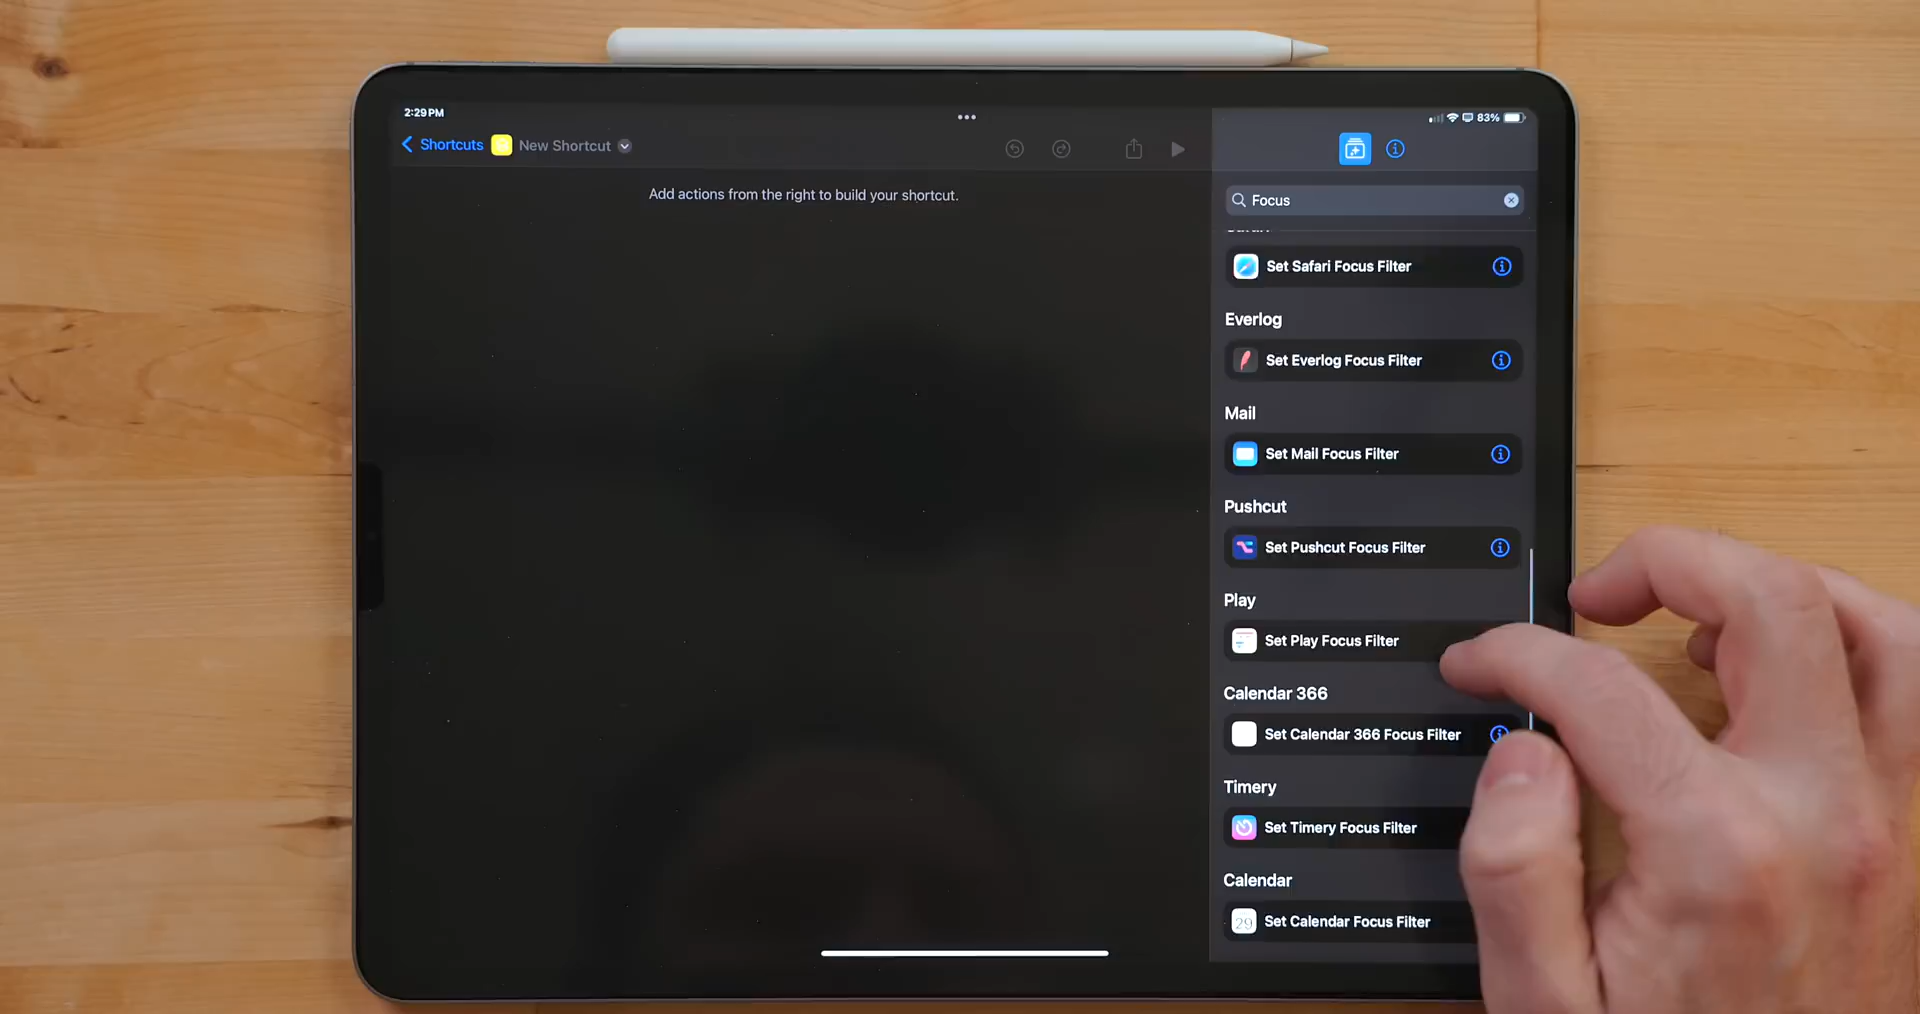 2:29 PM
83%
Shortcuts
New Shortcut
Add actions from the right to build your shortcut.
Focus
Safari
Set Safari Focus Filter
Everlog
Set Everlog Focus Filter
Mail
Set Mail Focus Filter
Pushcut
Set Pushcut Focus Filter
Play
Set Play Focus Filter
Calendar 366
Set Calendar 366 Focus Filter
Timery
Set Timery Focus Filter
Calendar
29
Set Calendar Focus Filter